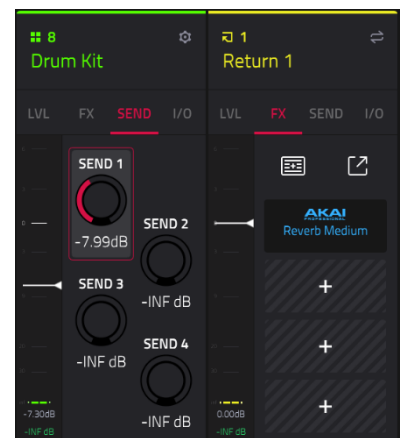 8
Drum Kit
LVL FX SEND I/O
SEND 1
-7.99dB
SEND 2
-INF dB
SEND 3
-INF dB
SEND 4
-INF dB
-7.30dB
-INF dB
1
Return 1
LVL FX SEND I/O
AKAI
PROFESSIONAL
Reverb Medium
+
+
+
0.00dB
-INF dB